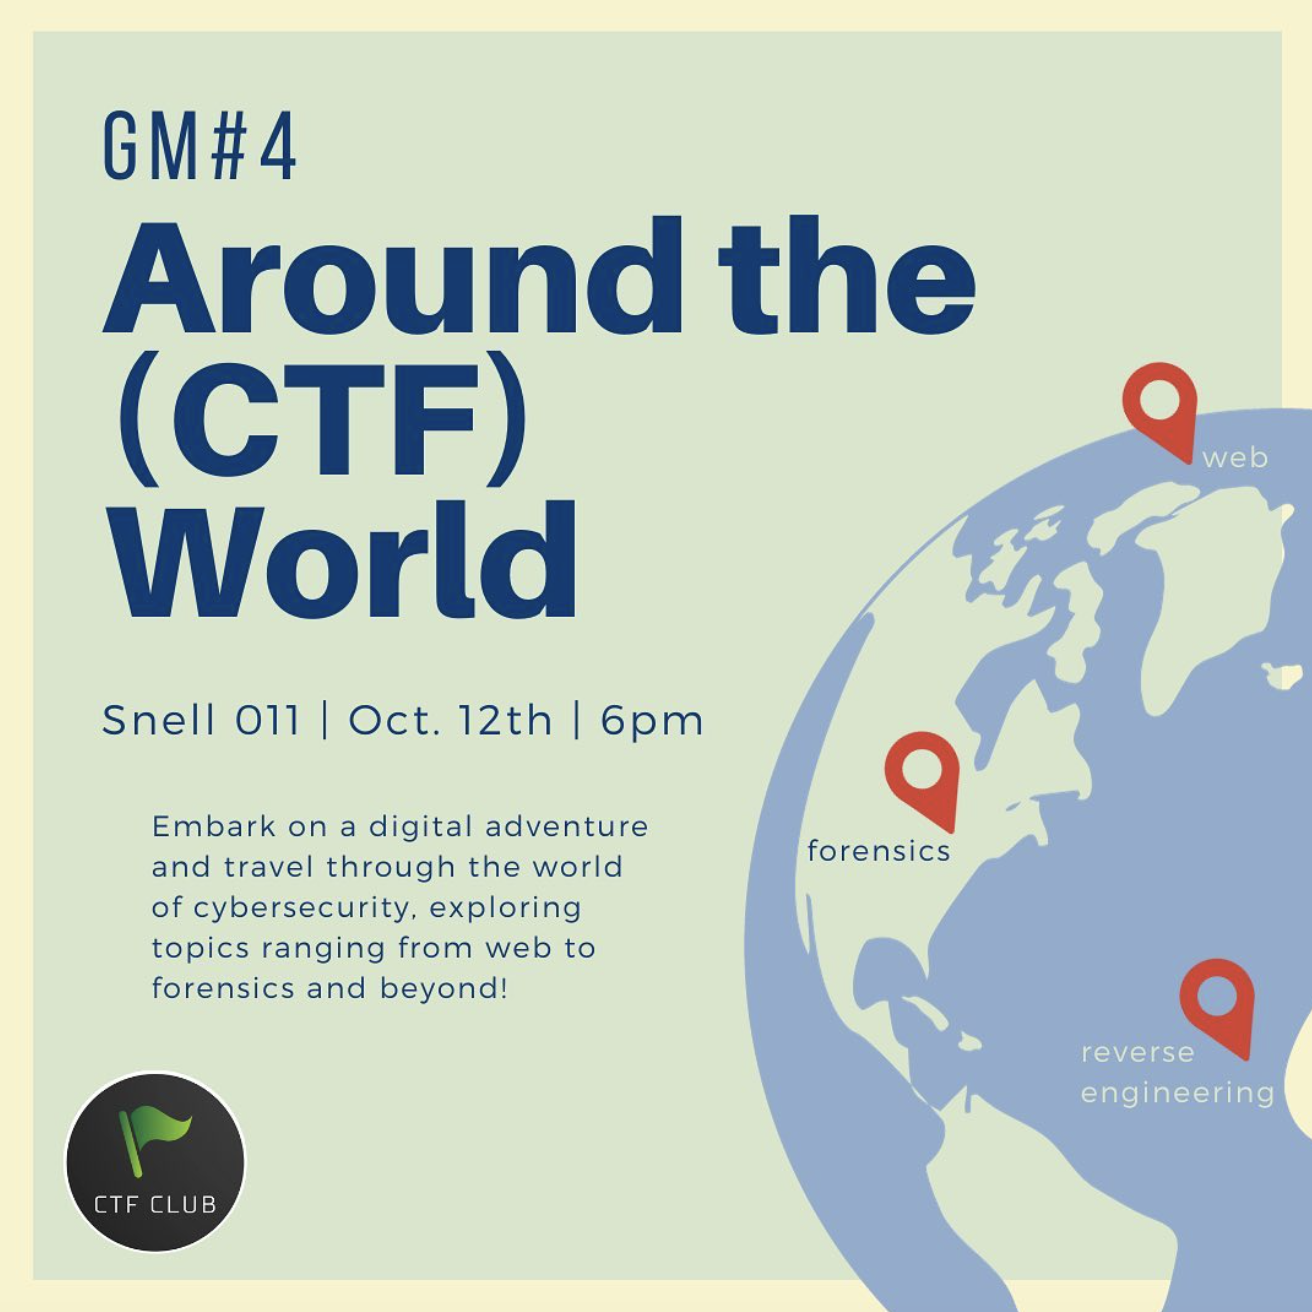 GM#4
Around the
(CTF)
World
Snell 011 | Oct. 12th | 6pm
Embark on a digital adventure
and travel through the world
of cybersecurity, exploring
topics ranging from web to
forensics and beyond!
web
forensics
reverse
engineering
CTF CLUB